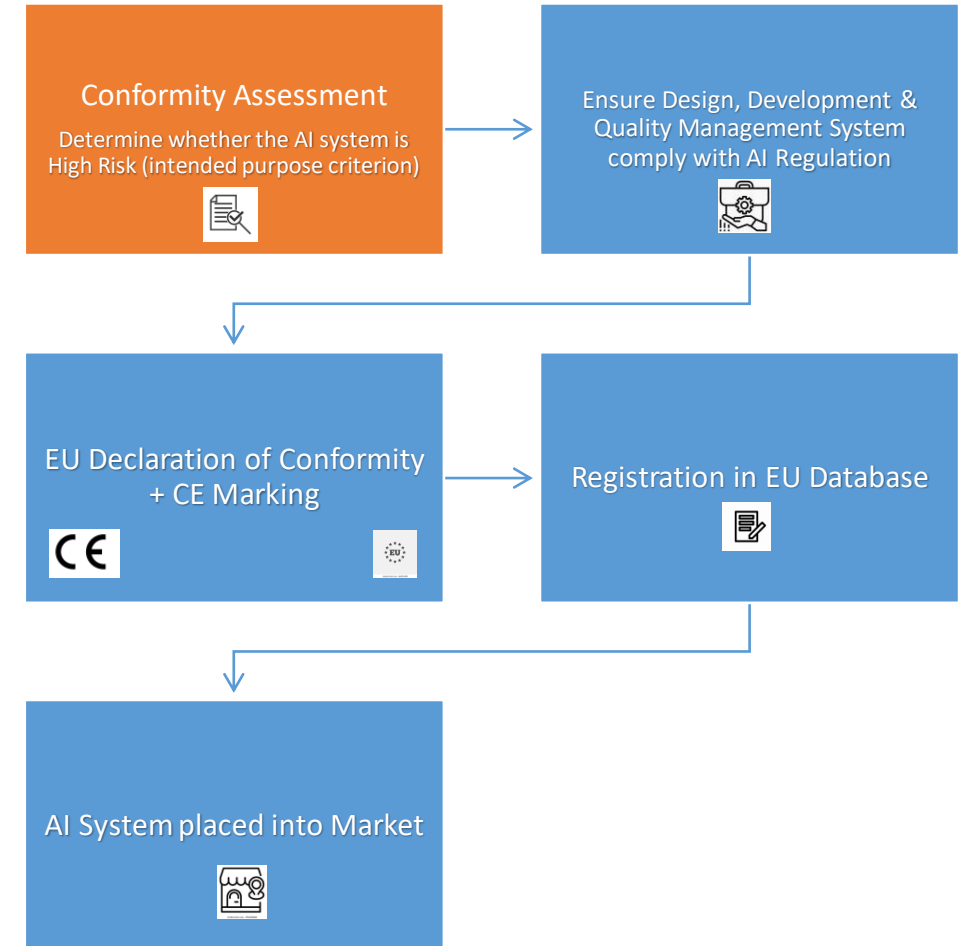 Conformity Assessment
Determine whether the AI system is
High Risk (intended purpose criterion)
Ensure Design, Development &
Quality Management System
comply with AI Regulation
EU Declaration of Conformity
+ CE Marking
CE
EU
Registration in EU Database
AI System placed into Market